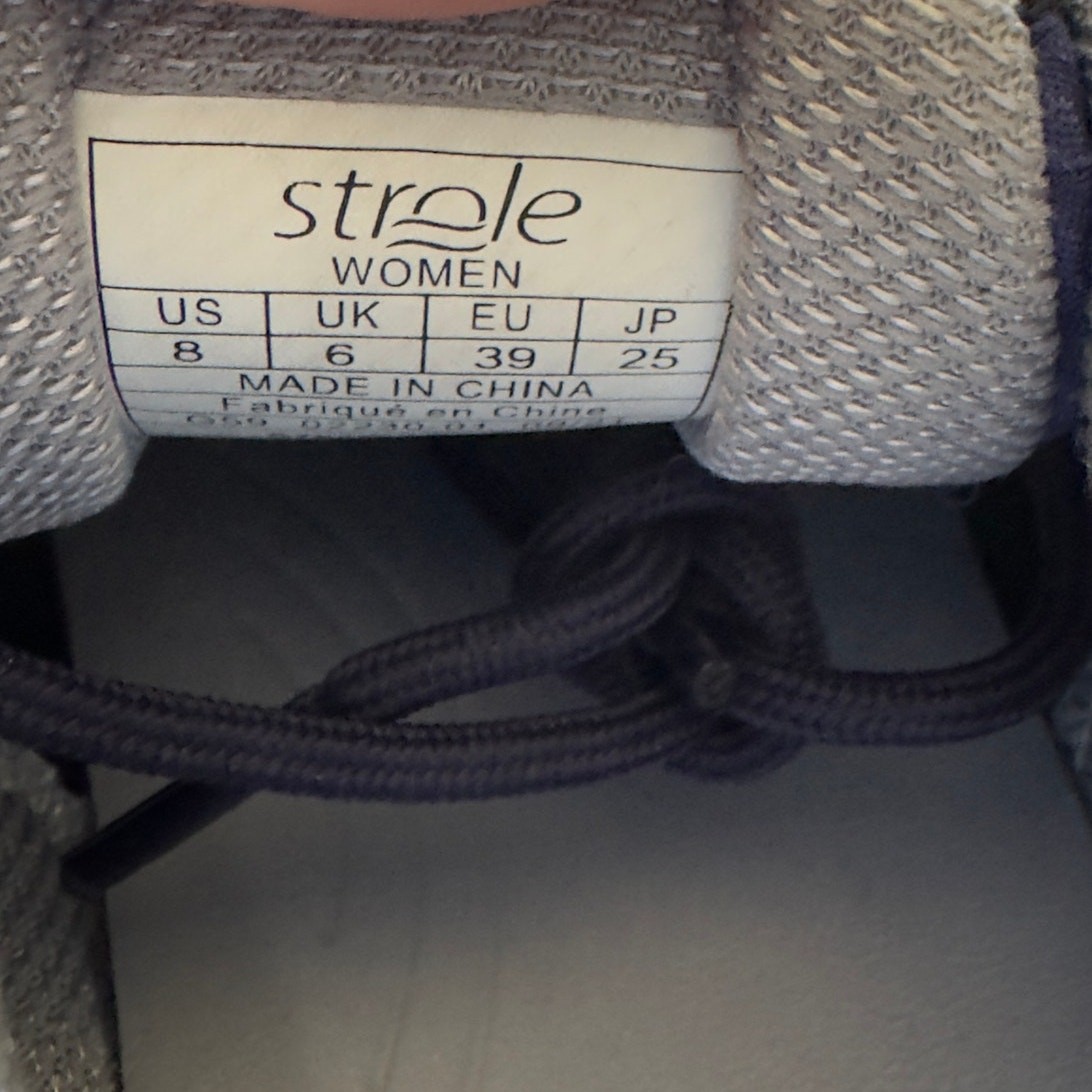 strole
WOMEN
US UK EU JP
8 6 39 25
MADE IN CHINA
Fabriqué en Chine